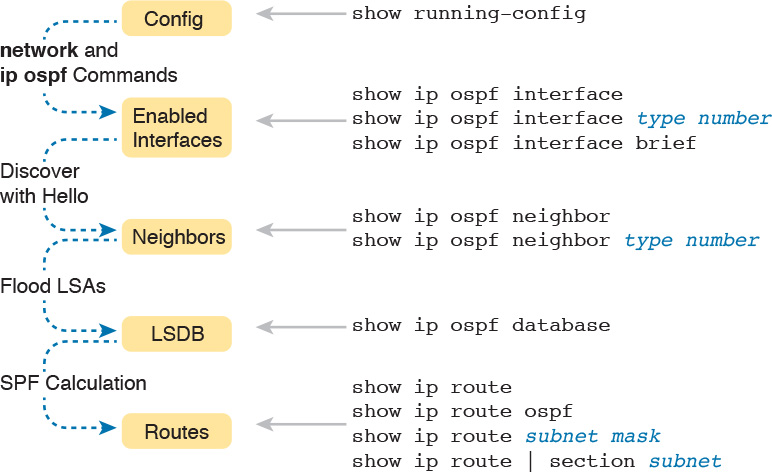 Config
show running-config
network and
ip ospf Commands
Enabled
Interfaces
show ip ospf interface
show ip ospf interface type number
show ip ospf interface brief
Discover
with Hello
Neighbors
show ip ospf neighbor
show ip ospf neighbor type number
Flood LSAs
LSDB
show ip ospf database
SPF Calculation
Routes
show ip route
show ip route ospf
show ip route subnet mask
show ip route | section subnet